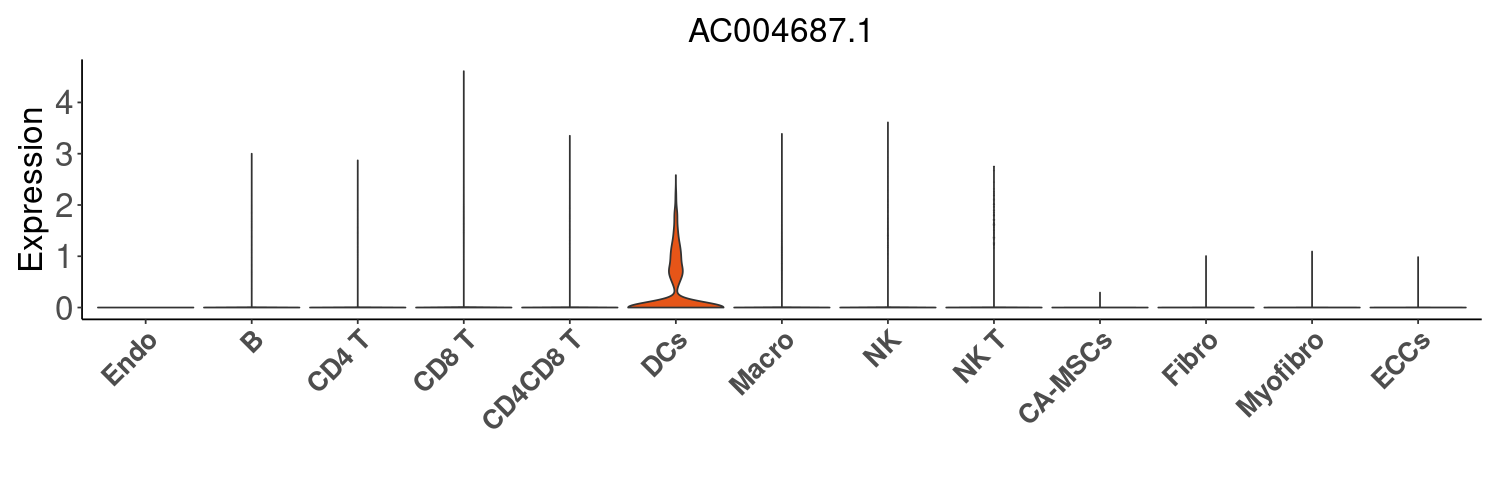 AC004687.1
Expression
4
3
2
1
0
Endo
B
CD4 T
CD8 T
CD4CD8 T
DCs
Macro
NK
NK T
CA-MSCs
Fibro
Myofibro
ECCs